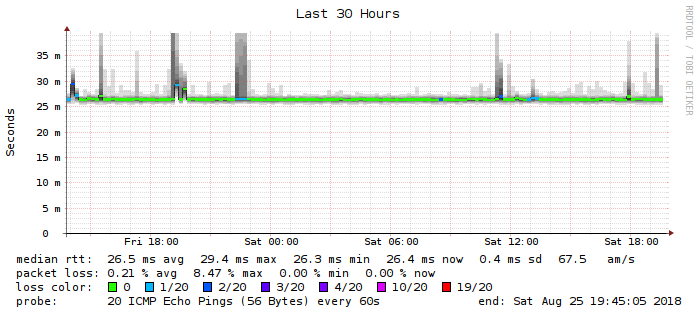 Last 30 Hours
RRDTOOL / TOBI OETIKER
Seconds
35 m
30 m
25 m
20 m
15 m
10 m
5 m
0
Fri 18:00 Sat 00:00 Sat 06:00 Sat 12:00 Sat 18:00
median rtt: 26.5 ms avg 29.4 ms max 26.3 ms min 26.4 ms now 0.4 ms sd 67.5 am/s
packet loss: 0.21 % avg 8.47 % max 0.00 % min 0.00 % now
loss color: 0 1/20 2/20 3/20 4/20 10/20 19/20
probe: 20 ICMP Echo Pings (56 Bytes) every 60s end: Sat Aug 25 19:45:05 2018